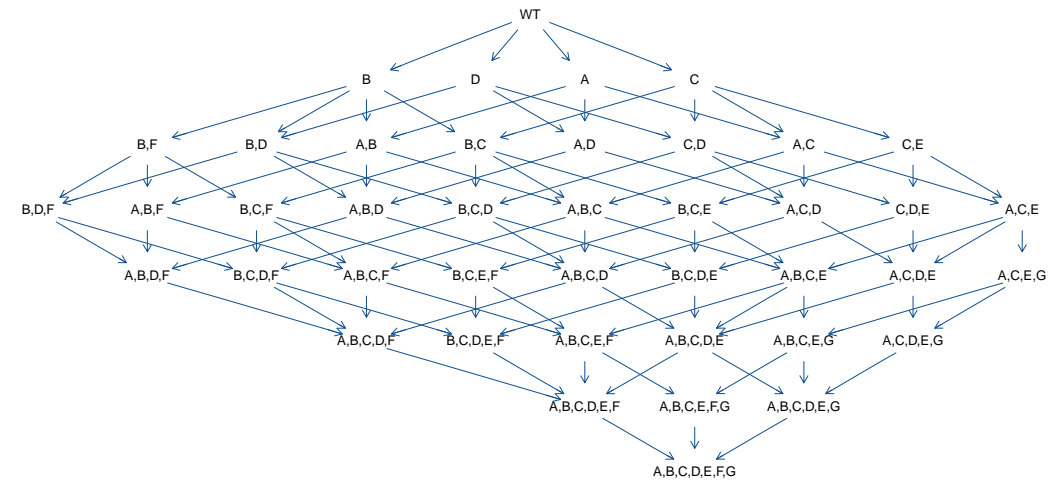 WT
B D A C
B,F B,D A,B B,C A,D C,D A,C C,E
B,D,F A,B,F B,C,F A,B,D B,C,D A,B,C B,C,E A,C,D C,D,E A,C,E
A,B,D,F B,C,D,F A,B,C,F B,C,E,F A,B,C,D B,C,D,E A,B,C,E A,C,D,E A,C,E,G
A,B,C,D,F B,C,D,E,F A,B,C,E,F A,B,C,D,E A,B,C,E,G A,C,D,E,G
A,B,C,D,E,F A,B,C,E,F,G A,B,C,D,E,G
A,B,C,D,E,F,G